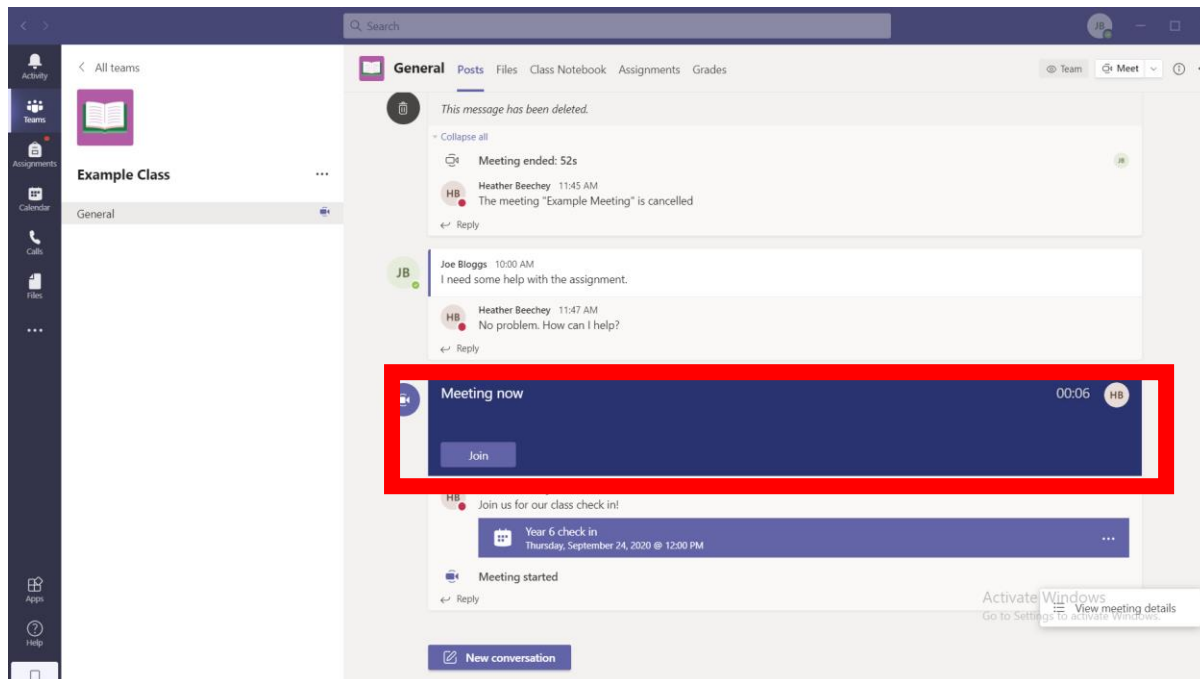 Search
JB
Activity
Teams
Assignments
Calendar
Calls
Files
Apps
Help
All teams
Example Class
General
General Posts Files Class Notebook Assignments Grades
Team Meet
This message has been deleted.
Collapse all
Meeting ended: 52s
JB
HB Heather Beechey 11:45 AM
The meeting "Example Meeting" is cancelled
Reply
JB Joe Bloggs 10:00 AM
I need some help with the assignment.
HB Heather Beechey 11:47 AM
No problem. How can I help?
Reply
Meeting now 00:06 HB
Join
HB
Join us for our class check in!
Year 6 check in
Thursday, September 24, 2020 @ 12:00 PM
Meeting started
Reply
Activate Windows
Go to Settings to activate Windows.
View meeting details
New conversation